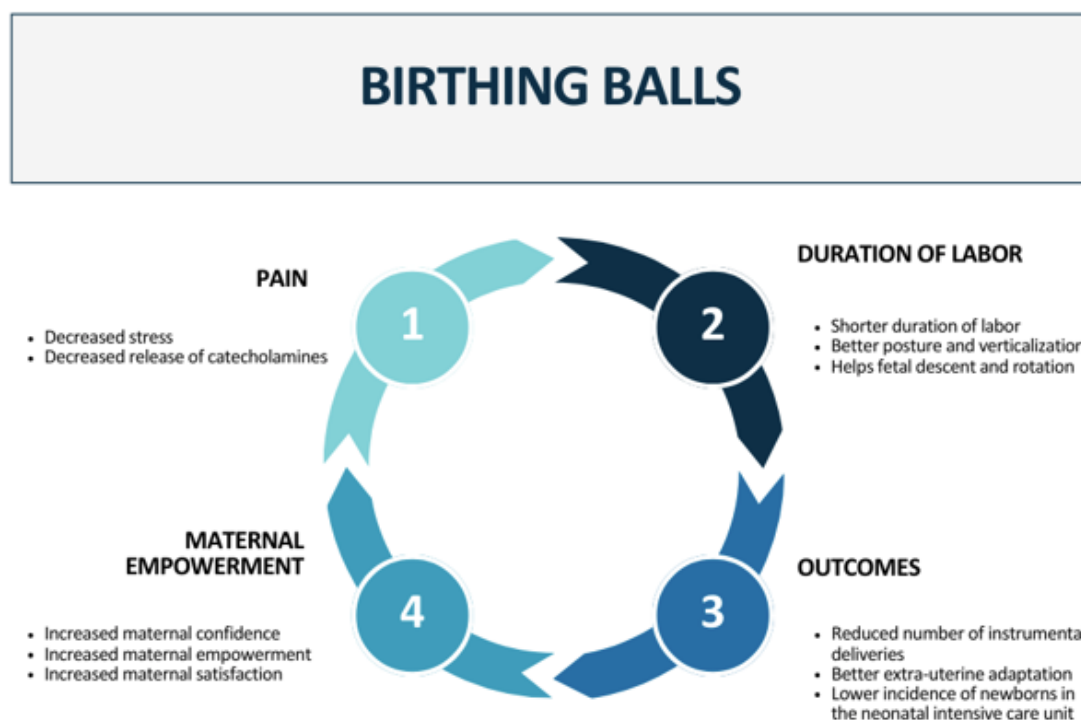 BIRTHING BALLS
PAIN
• Decreased stress
• Decreased release of catecholamines
1
2
DURATION OF LABOR
• Shorter duration of labor
• Better posture and verticalization
• Helps fetal descent and rotation
MATERNAL
EMPOWERMENT
• Increased maternal confidence
• Increased maternal empowerment
• Increased maternal satisfaction
4
3
OUTCOMES
• Reduced number of instrumenta
deliveries
• Better extra-uterine adaptation
• Lower incidence of newborns in
the neonatal intensive care unit